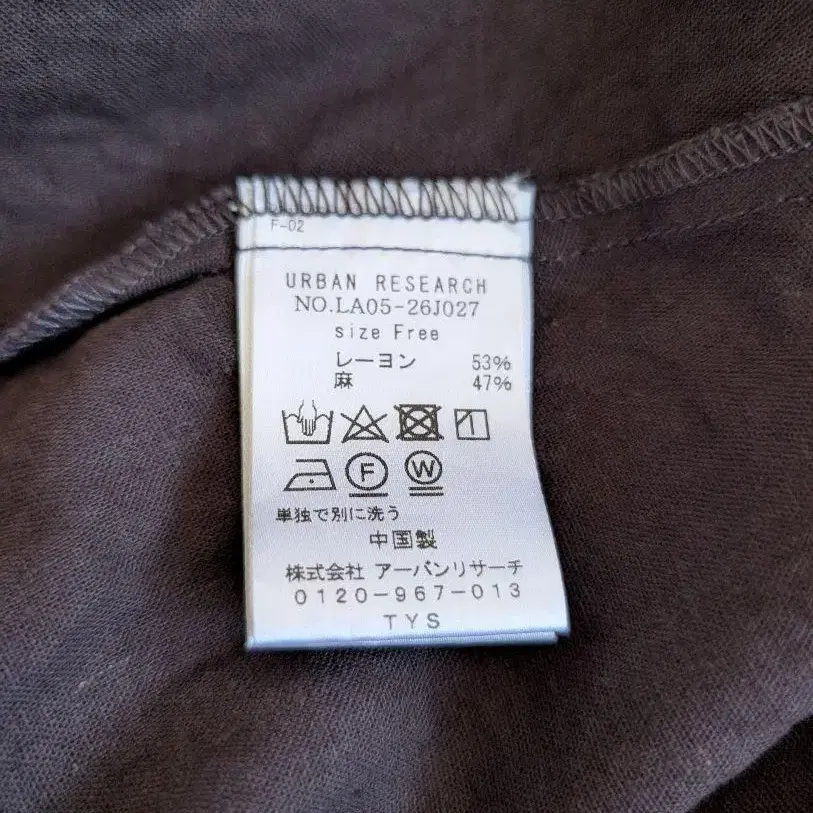 F-02
URBAN RESEARCH
NO.LA05-26J027
size Free
レーヨン 53%
麻 47%
F W
単独で別に洗う
中国製
株式会社 アーバンリサーチ
0120-967-013
TYS